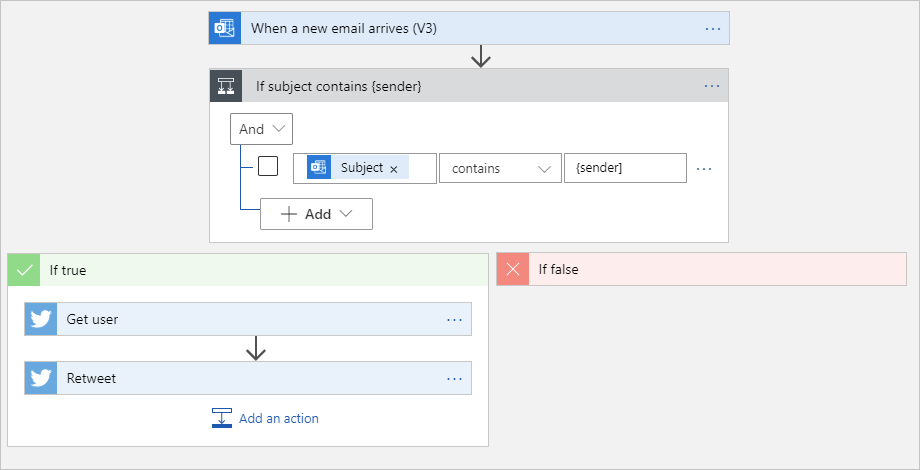 When a new email arrives (V3) ...
If subject contains {sender} ...
And
Subject × contains {sender] ...
+ Add
If true
If false
Get user ...
Retweet ...
Add an action